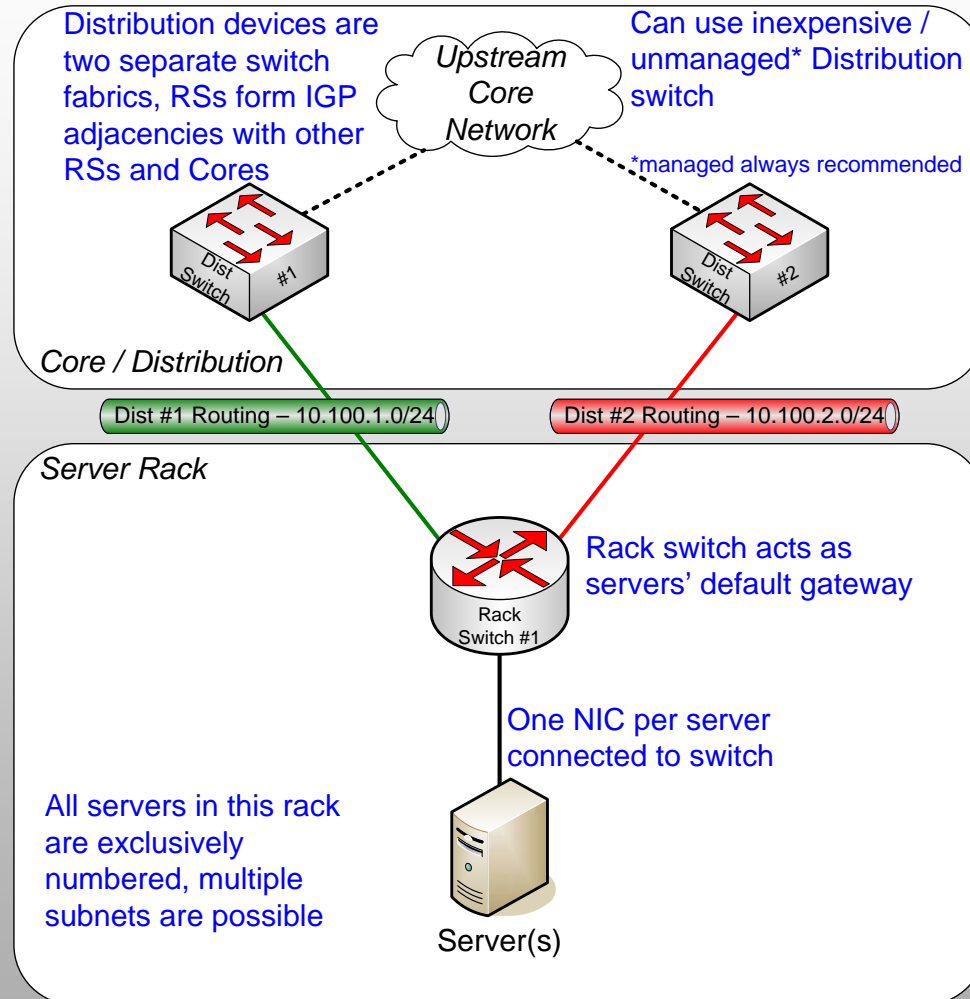 Distribution devices are
two separate switch
fabrics, RSs form IGP
adjacencies with other
RSs and Cores
Upstream
Core
Network
Can use inexpensive /
unmanaged* Distribution
switch
*managed always recommended
Dist
Switch
#1
Dist
Switch
#2
Core / Distribution
Dist #1 Routing – 10.100.1.0/24
Dist #2 Routing – 10.100.2.0/24
Server Rack
Rack switch acts as
servers’ default gateway
Rack
Switch #1
One NIC per server
connected to switch
All servers in this rack
are exclusively
numbered, multiple
subnets are possible
Server(s)